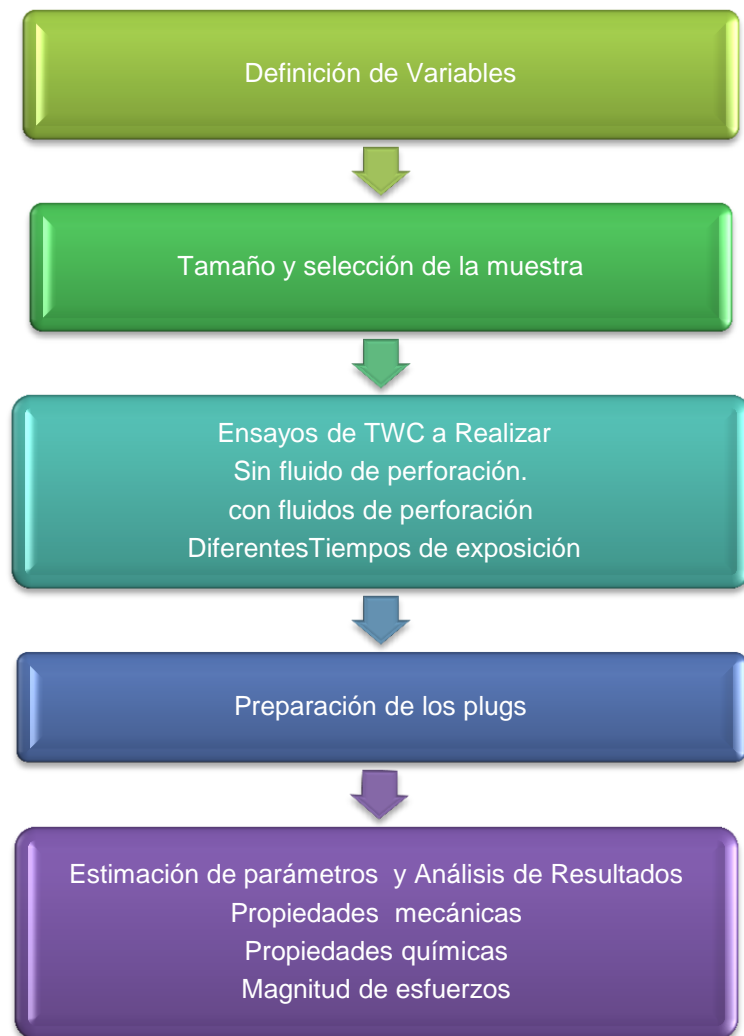 Definición de Variables
Tamaño y selección de la muestra
Ensayos de TWC a Realizar
Sin fluido de perforación.
con fluidos de perforación
DiferentesTiempos de exposición
Preparación de los plugs
Estimación de parámetros y Análisis de Resultados
Propiedades mecánicas
Propiedades químicas
Magnitud de esfuerzos